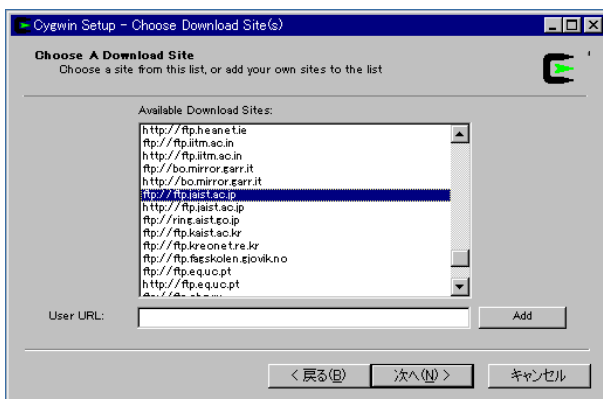 Cygwin Setup - Choose Download Site(s)
Choose A Download Site
Choose a site from this list, or add your own sites to the list
Available Download Sites:
http://ftp.heanet.ie
ftp://ftp.iitm.ac.in
http://ftp.iitm.ac.in
ftp://bo.mirror.garr.it
http://bo.mirror.garr.it
ftp://ftp.jaist.ac.jp
http://ftp.jaist.ac.jp
ftp://ring.aist.go.jp
ftp://ftp.kaist.ac.kr
ftp://ftp.kreonet.re.kr
ftp://ftp.fagskolen.gjovik.no
ftp://ftp.eq.uc.pt
http://ftp.eq.uc.pt
User URL:
Add
< 戻る(B)
次へ(N) >
キャンセル